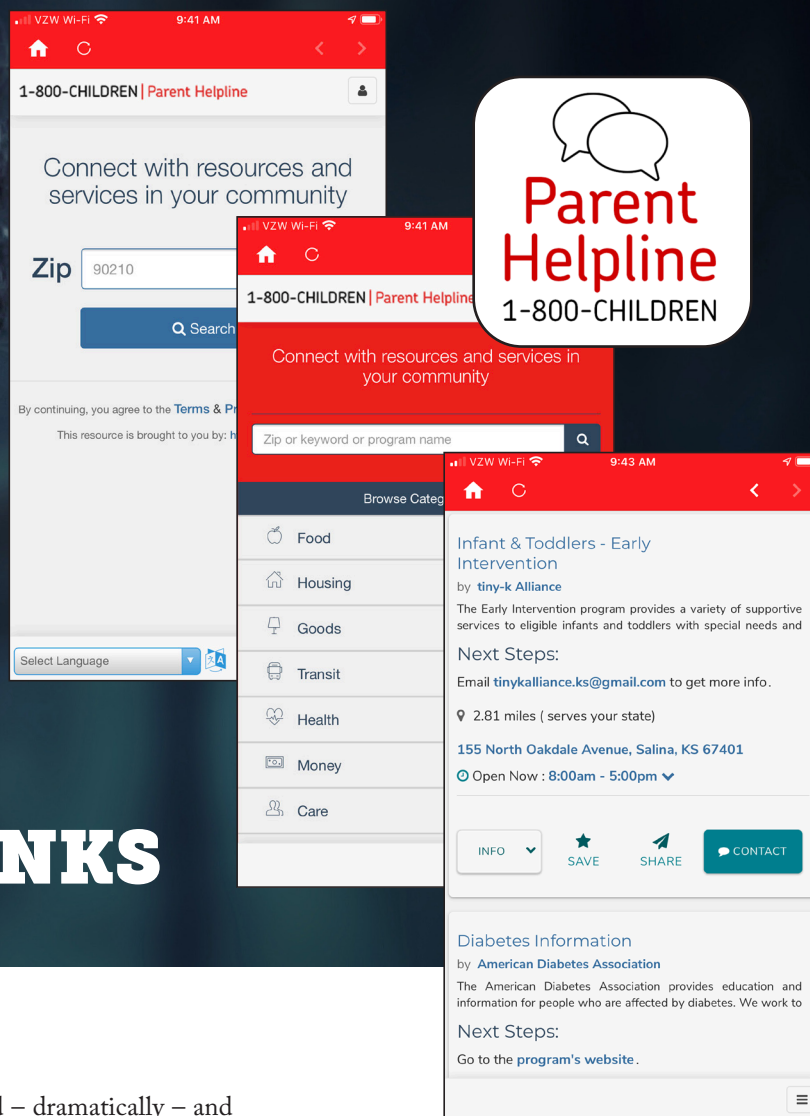 VZW Wi-Fi 9:41 AM
1-800-CHILDREN | Parent Helpline
Connect with resources and
services in your community
Zip 90210
Search
By continuing, you agree to the Terms &
This resource is brought to you by:
Select Language
VZW Wi-Fi 9:41 AM
1-800-CHILDREN | Parent Helpline
Connect with resources and services in
your community
Zip or keyword or program name
Browse
Food
Housing
Goods
Transit
Health
Money
Care
Parent
Helpline
1-800-CHILDREN
VZW Wi-Fi 9:43 AM
Infant & Toddlers - Early
Intervention
by tiny-k Alliance
The Early Intervention program provides a variety of supportive
services to eligible infants and toddlers with special needs and
Next Steps:
Email tinykalliance.ks@gmail.com to get more info.
2.81 miles ( serves your state)
155 North Oakdale Avenue, Salina, KS 67401
Open Now : 8:00am - 5:00pm
INFO
SAVE
SHARE
CONTACT
Diabetes Information
by American Diabetes Association
The American Diabetes Association provides education and
information for people who are affected by diabetes. We work to
Next Steps:
Go to the program's website.
NKS
– dramatically – and